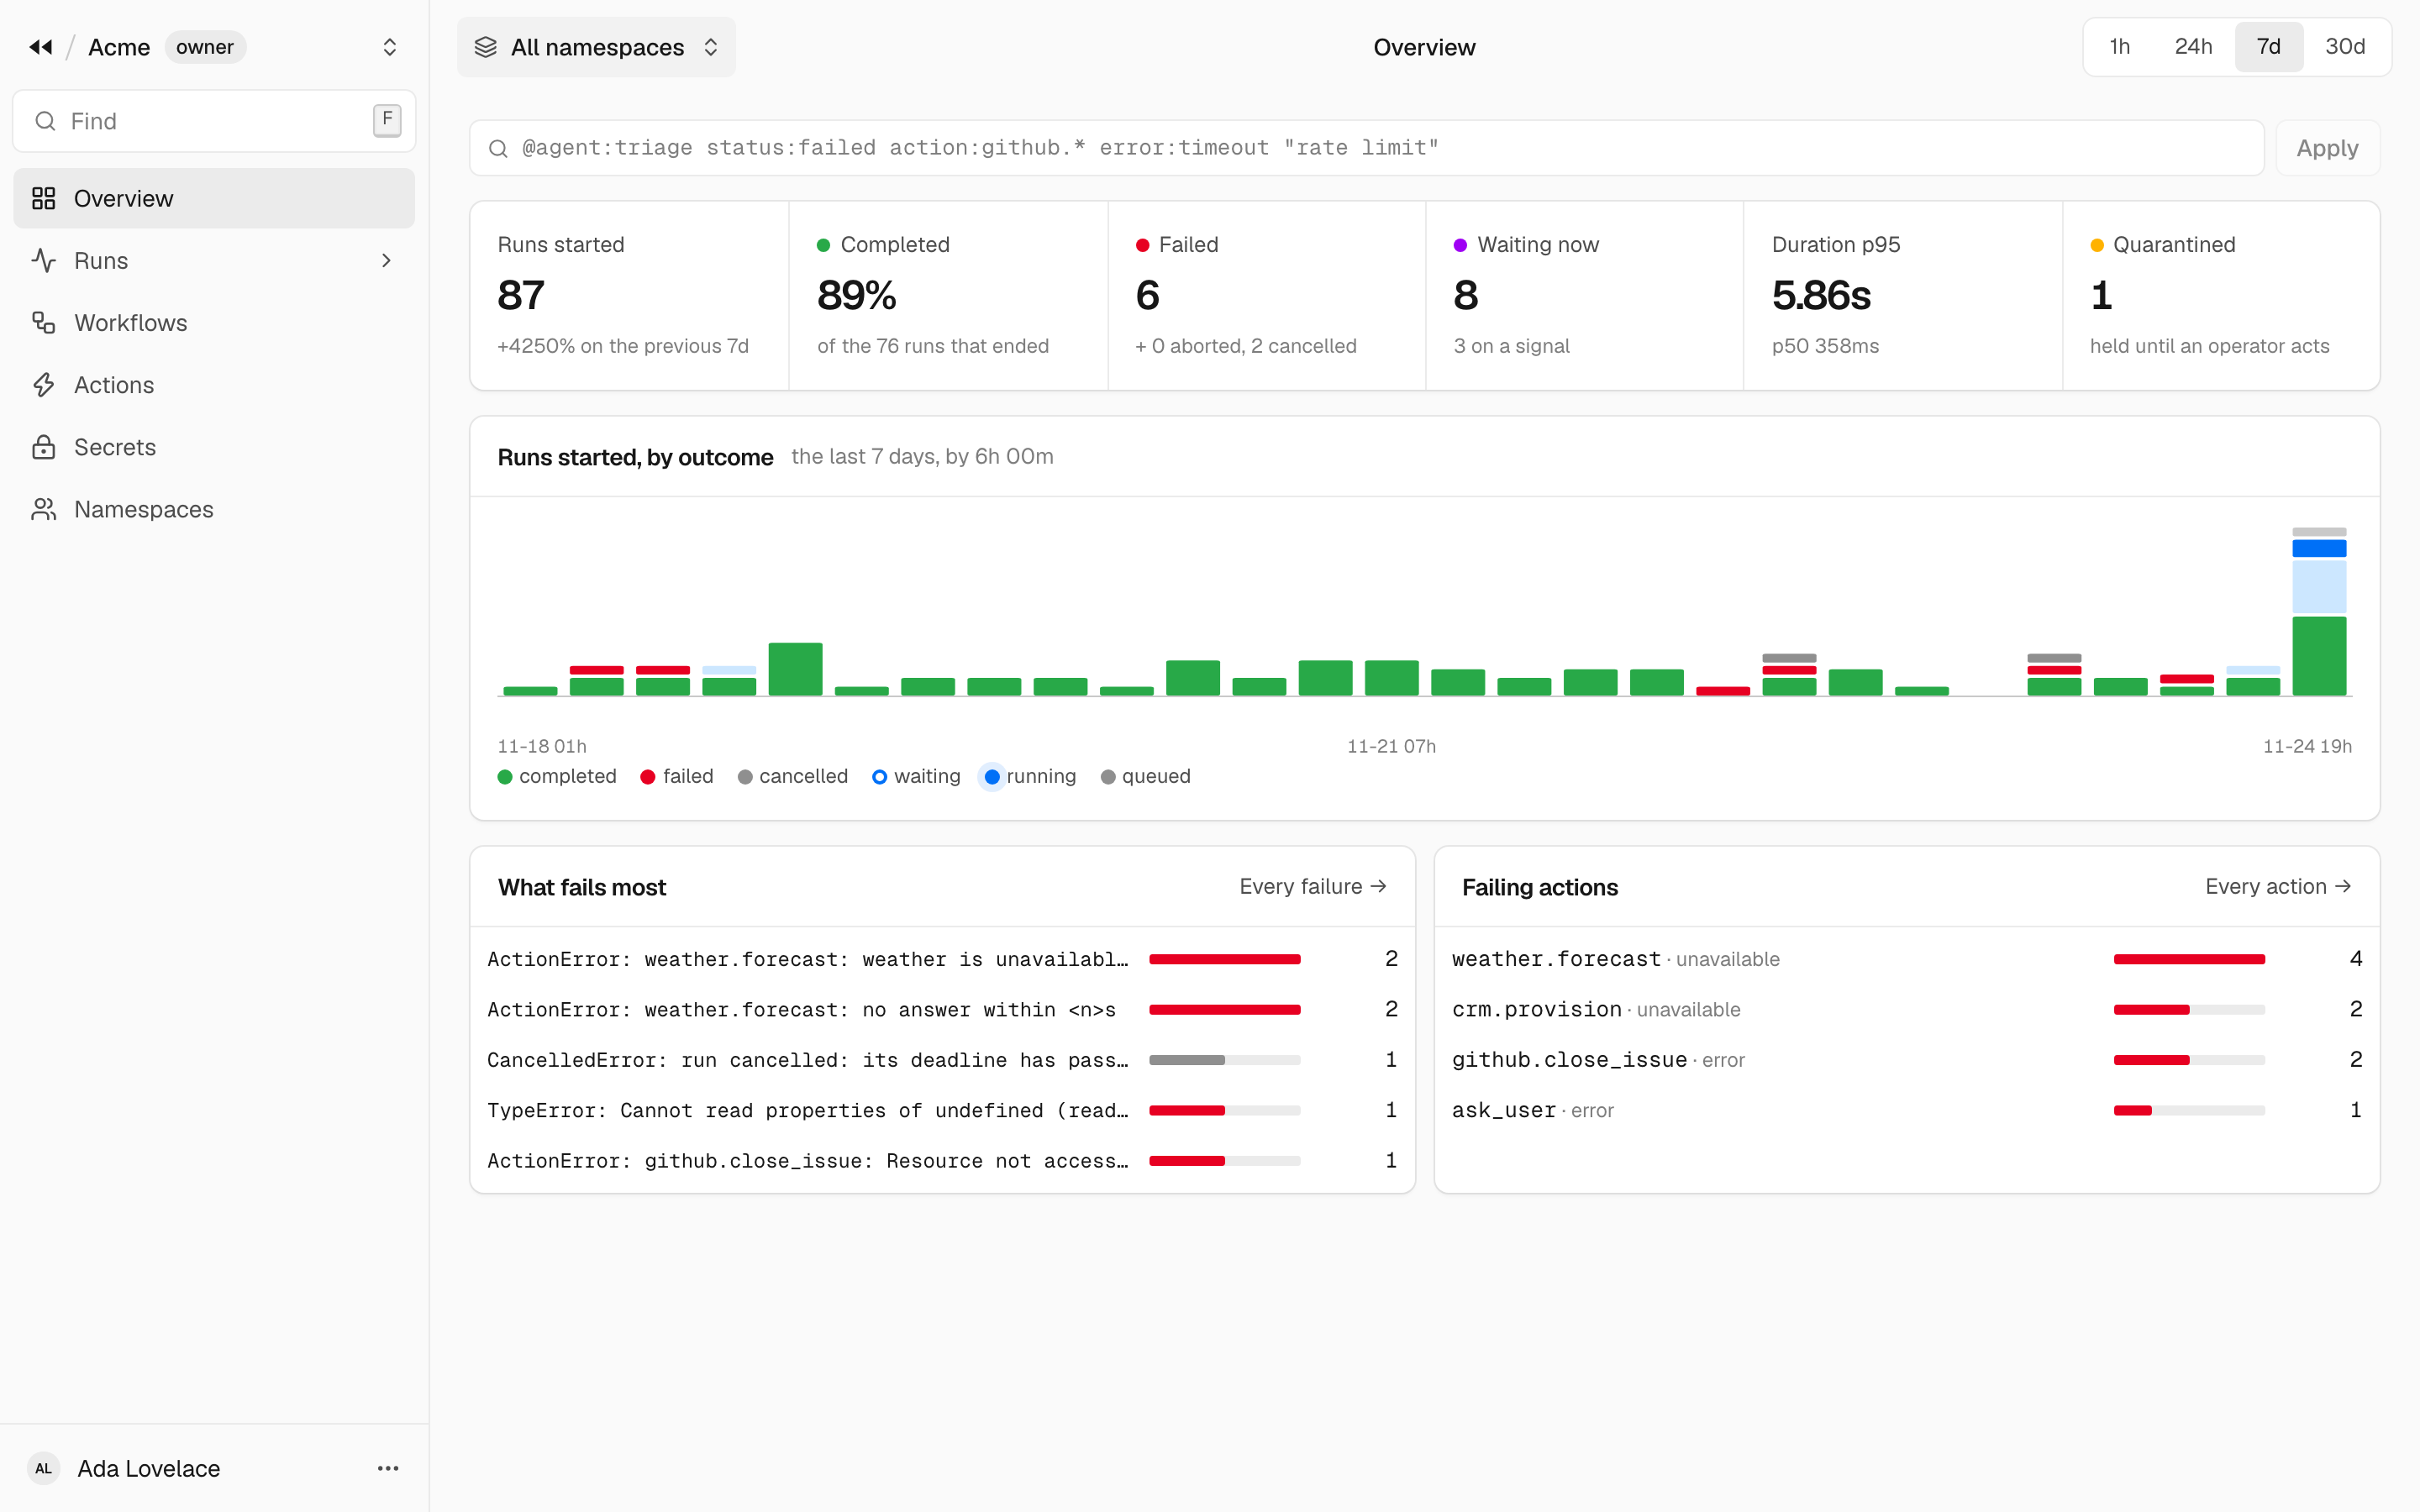 / Acme owner
Find F
Overview
Runs
Workflows
Actions
Secrets
Namespaces
AL Ada Lovelace
All namespaces
Overview
1h 24h 7d 30d
@agent:triage status:failed action:github.* error:timeout "rate limit"
Apply
Runs started
87
+4250% on the previous 7d
Completed
89%
of the 76 runs that ended
Failed
6
+ 0 aborted, 2 cancelled
Waiting now
8
3 on a signal
Duration p95
5.86s
p50 358ms
Quarantined
1
held until an operator acts
Runs started, by outcome the last 7 days, by 6h 00m
11-18 01h 11-21 07h 11-24 19h
completed failed cancelled waiting running queued
What fails most Every failure →
ActionError: weather.forecast: weather is unavailabl… 2
ActionError: weather.forecast: no answer within <n>s 2
CancelledError: run cancelled: its deadline has pass… 1
TypeError: Cannot read properties of undefined (read… 1
ActionError: github.close_issue: Resource not access… 1
Failing actions Every action →
weather.forecast · unavailable 4
crm.provision · unavailable 2
github.close_issue · error 2
ask_user · error 1